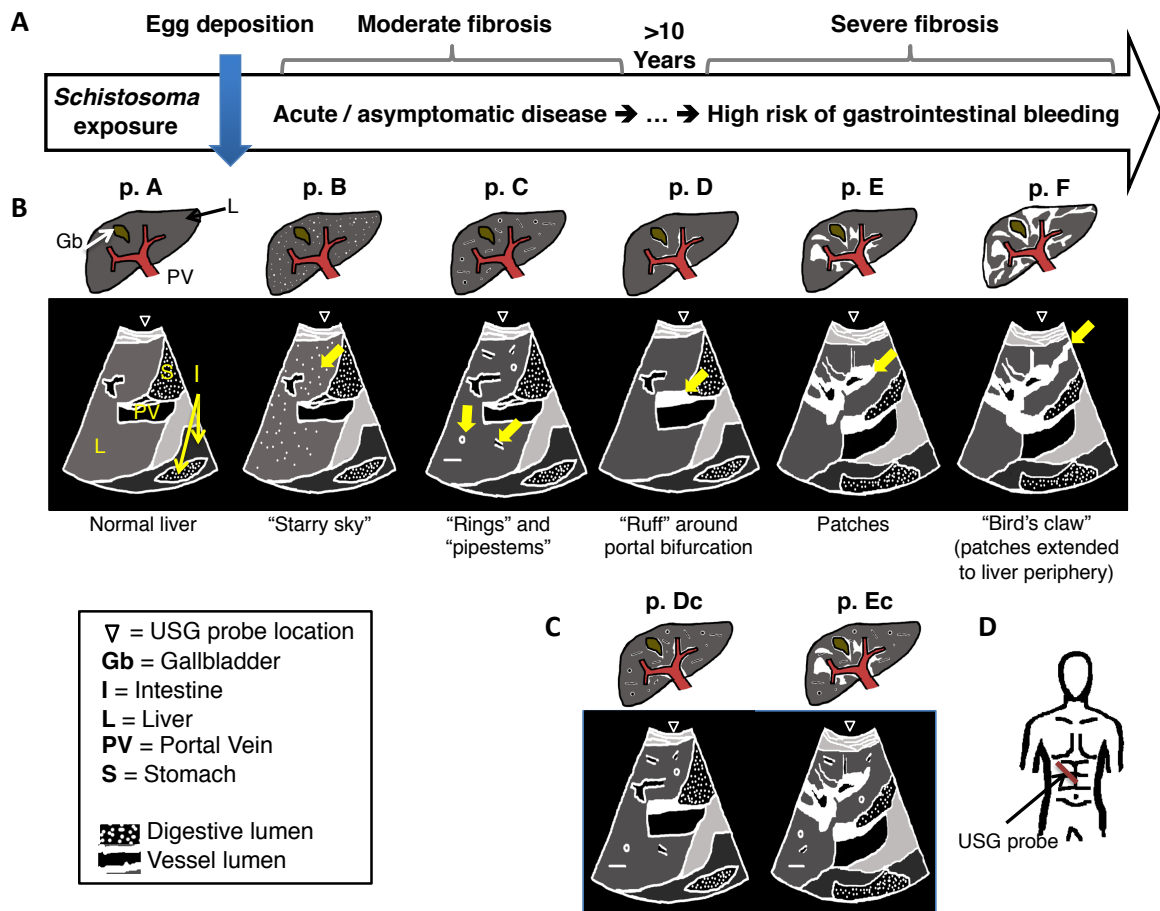 A
Egg deposition
Moderate fibrosis
>10
Years
Severe fibrosis
Schistosoma
exposure
Acute / asymptomatic disease ➔ … ➔ High risk of gastrointestinal bleeding
B
p. A
p. B
p. C
p. D
p. E
p. F
L
Gb
PV
S
I
PV
L
Normal liver
“Starry sky”
“Rings” and
“pipestems”
“Ruff” around
portal bifurcation
Patches
“Bird’s claw”
(patches extended
to liver periphery)
= USG probe location
Gb = Gallbladder
I = Intestine
L = Liver
PV = Portal Vein
S = Stomach
Digestive lumen
Vessel lumen
C
p. Dc
p. Ec
D
USG probe